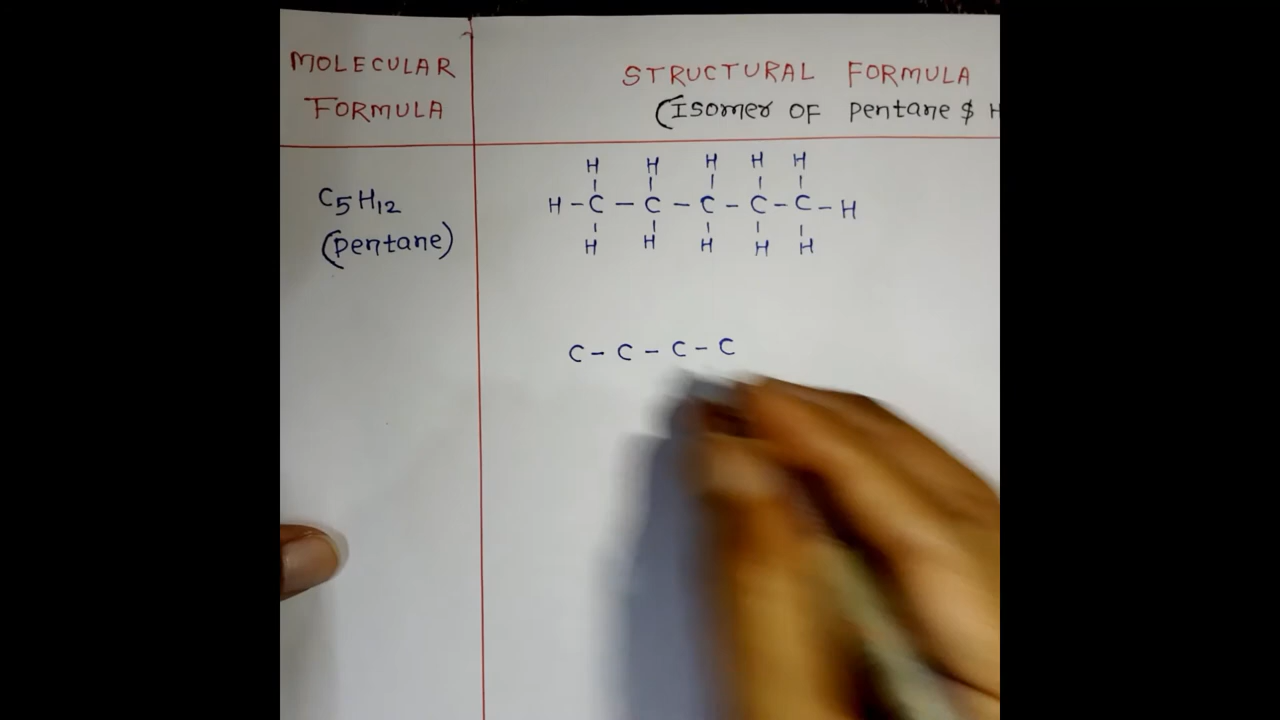 MOLECULAR
FORMULA
STRUCTURAL FORMULA
(Isomer OF Pentane $ H
C5H12
(pentane)
H H H H H
H-C-C-C-C-C-H
H H H H H
C-C-C-C